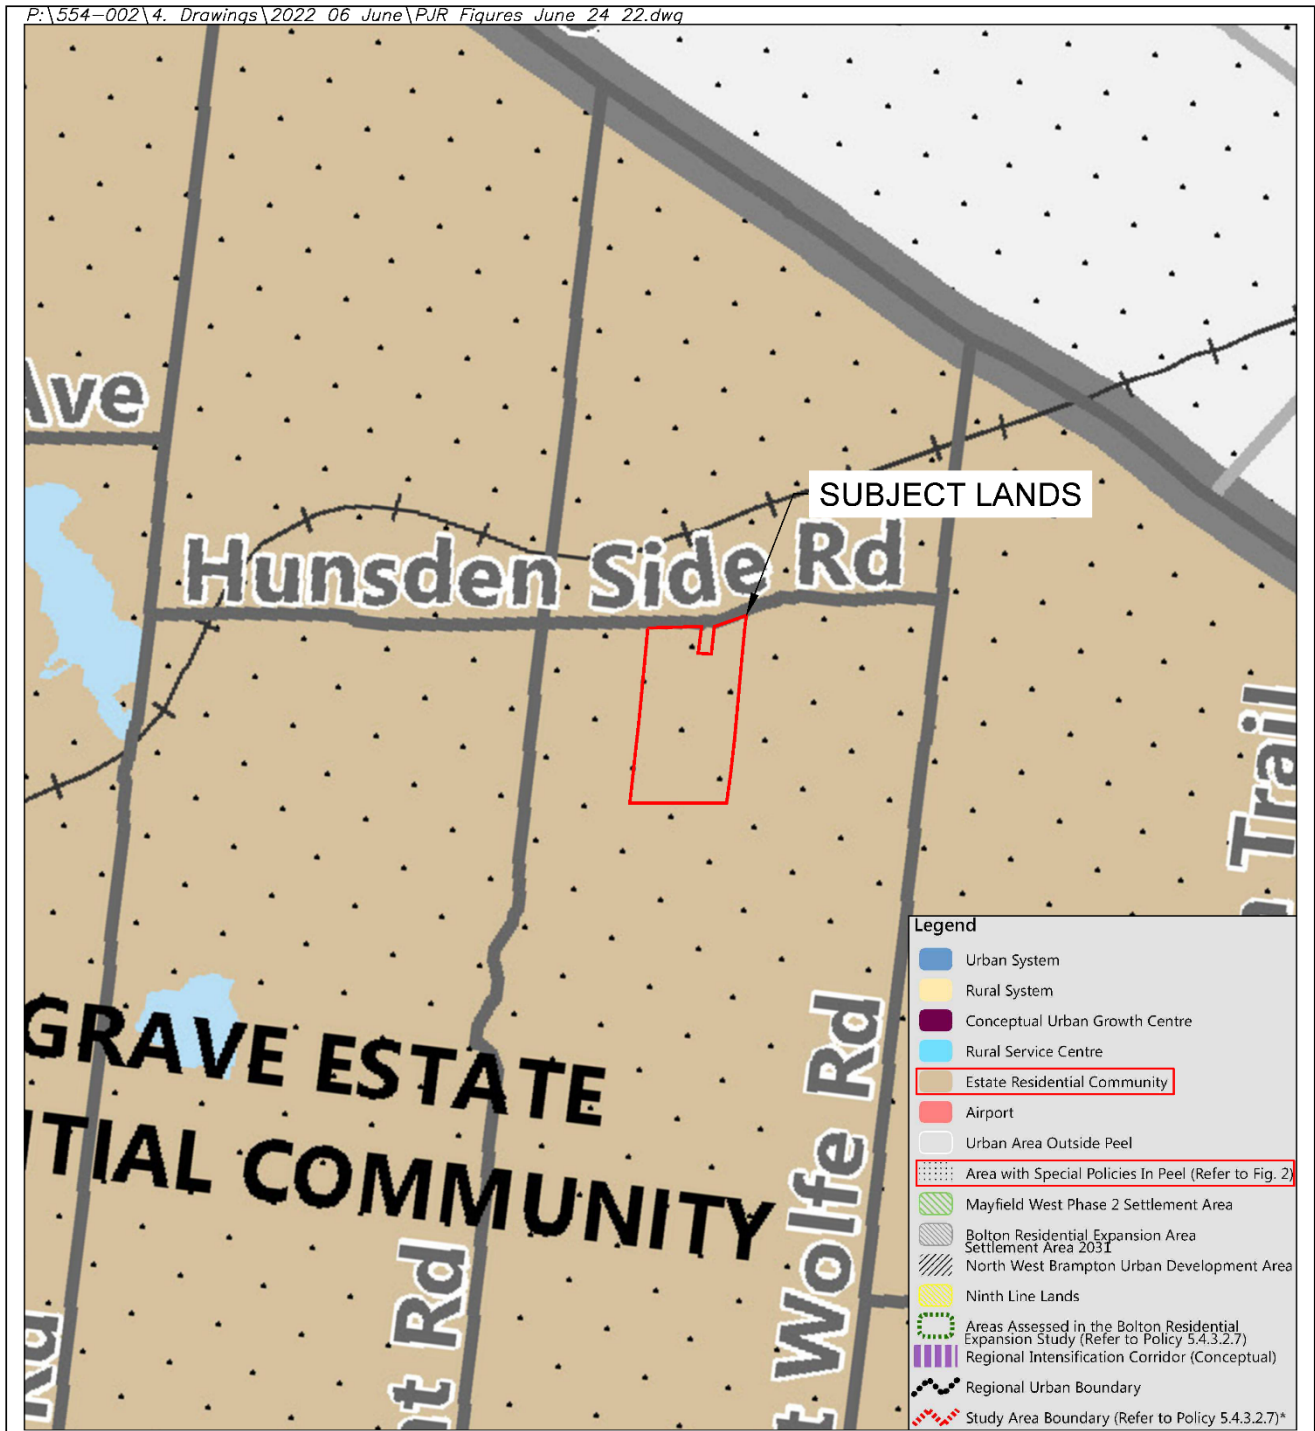 P:\554-002\4. Drawings\2022 06 June\PJR Figures June 24 22.dwg
Ave
SUBJECT LANDS
Hunsden Side Rd
Trail
GRAVE ESTATE
TIAL COMMUNITY
Wolfe Rd
Rd
Rd
Legend
Urban System
Rural System
Conceptual Urban Growth Centre
Rural Service Centre
Estate Residential Community
Airport
Urban Area Outside Peel
Area with Special Policies In Peel (Refer to Fig. 2)
Mayfield West Phase 2 Settlement Area
Bolton Residential Expansion Area
Settlement Area 2031
North West Brampton Urban Development Area
Ninth Line Lands
Areas Assessed in the Bolton Residential
Expansion Study (Refer to Policy 5.4.3.2.7)
Regional Intensification Corridor (Conceptual)
Regional Urban Boundary
Study Area Boundary (Refer to Policy 5.4.3.2.7)*